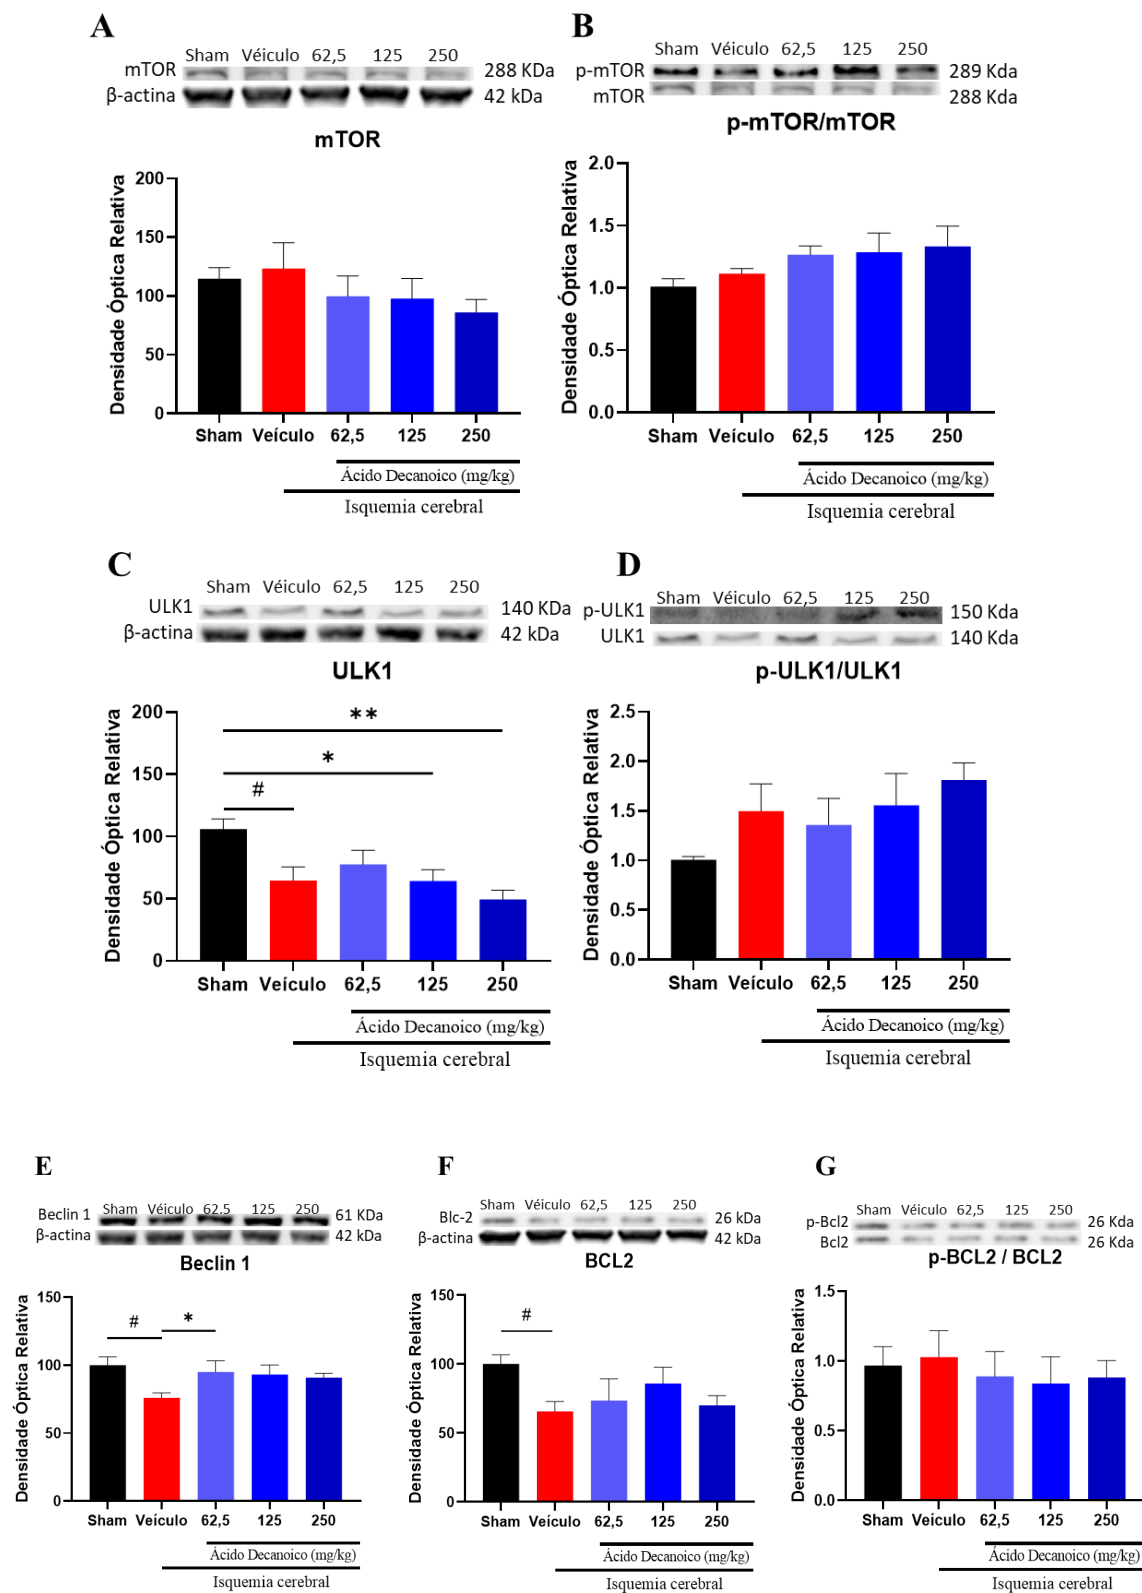 A
Sham Véiculo 62,5 125 250
mTOR 288 KDa
β-actina 42 kDa
mTOR
Densidade Óptica Relativa
200
150
100
50
0
Sham Veículo 62,5 125 250
Ácido Decanoico (mg/kg)
Isquemia cerebral
B
Sham Véiculo 62,5 125 250
p-mTOR 289 Kda
mTOR 288 Kda
p-mTOR/mTOR
Densidade Óptica Relativa
2.0
1.5
1.0
0.5
0.0
Sham Veículo 62,5 125 250
Ácido Decanoico (mg/kg)
Isquemia cerebral
C
Sham Véiculo 62,5 125 250
ULK1 140 KDa
β-actina 42 kDa
ULK1
Densidade Óptica Relativa
200
150
100
50
0
**
*
#
Sham Veículo 62,5 125 250
Ácido Decanoico (mg/kg)
Isquemia cerebral
D
Sham Véiculo 62,5 125 250
p-ULK1 150 Kda
ULK1 140 Kda
p-ULK1/ULK1
Densidade Óptica Relativa
2.5
2.0
1.5
1.0
0.5
0.0
Sham Veículo 62,5 125 250
Ácido Decanoico (mg/kg)
Isquemia cerebral
E
Sham Véiculo 62,5 125 250
Beclin 1 61 KDa
β-actina 42 kDa
Beclin 1
Densidade Óptica Relativa
150
100
50
0
# *
Sham Veículo 62,5 125 250
Ácido Decanoico (mg/kg)
Isquemia cerebral
F
Sham Véiculo 62,5 125 250
Blc-2 26 kDa
β-actina 42 kDa
BCL2
Densidade Óptica Relativa
150
100
50
0
#
Sham Veículo 62,5 125 250
Ácido Decanoico (mg/kg)
Isquemia cerebral
G
Sham Véiculo 62,5 125 250
p-Bcl2 26 Kda
Bcl2 26 Kda
p-BCL2 / BCL2
Densidade Óptica Relativa
1.5
1.0
0.5
0.0
Sham Veículo 62,5 125 250
Ácido Decanoico (mg/kg)
Isquemia cerebral